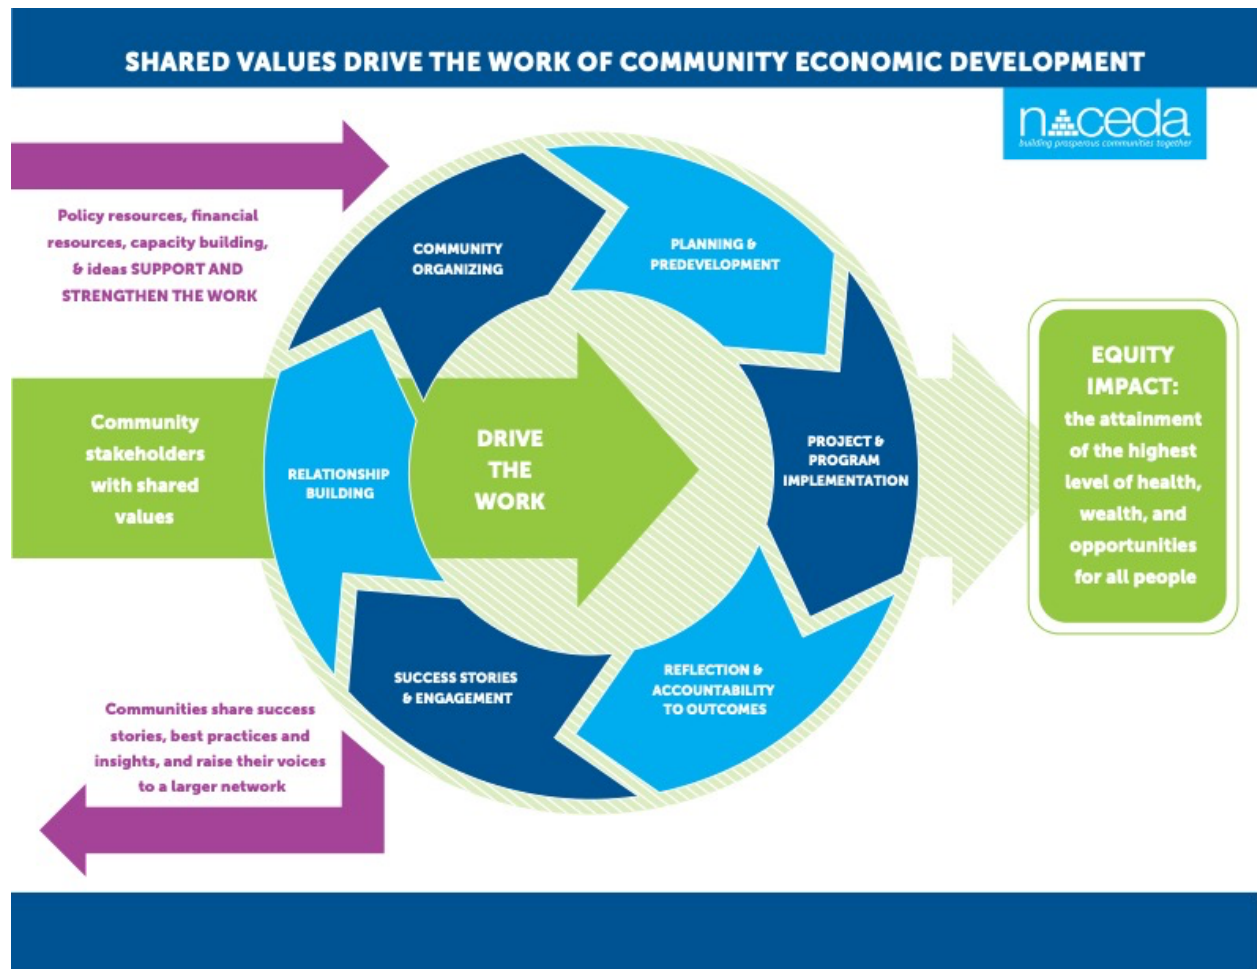 SHARED VALUES DRIVE THE WORK OF COMMUNITY ECONOMIC DEVELOPMENT
naceda
building prosperous communities together
Policy resources, financial
resources, capacity building,
& ideas SUPPORT AND
STRENGTHEN THE WORK
COMMUNITY
ORGANIZING
PLANNING &
PREDEVELOPMENT
Community
stakeholders
with shared
values
RELATIONSHIP
BUILDING
DRIVE
THE
WORK
PROJECT &
PROGRAM
IMPLEMENTATION
EQUITY
IMPACT:
the attainment
of the highest
level of health,
wealth, and
opportunities
for all people
SUCCESS STORIES
& ENGAGEMENT
REFLECTION &
ACCOUNTABILITY
TO OUTCOMES
Communities share success
stories, best practices and
insights, and raise their voices
to a larger network